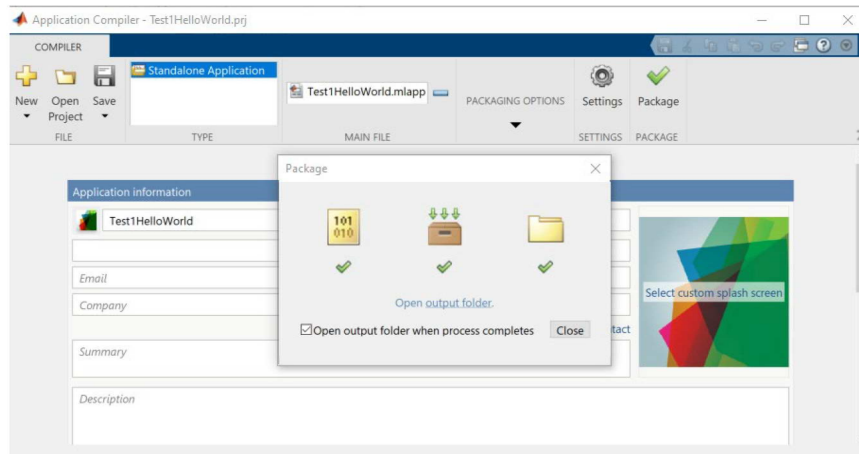 Application Compiler - Test1HelloWorld.prj
COMPILER
New
Open Project
Save
FILE
Standalone Application
TYPE
Test1HelloWorld.mlapp
MAIN FILE
PACKAGING OPTIONS
Settings
SETTINGS
Package
PACKAGE
Application information
Test1HelloWorld
Email
Company
Summary
Description
Package
101
010
Open output folder.
Open output folder when process completes
Close
tact
Select custom splash screen